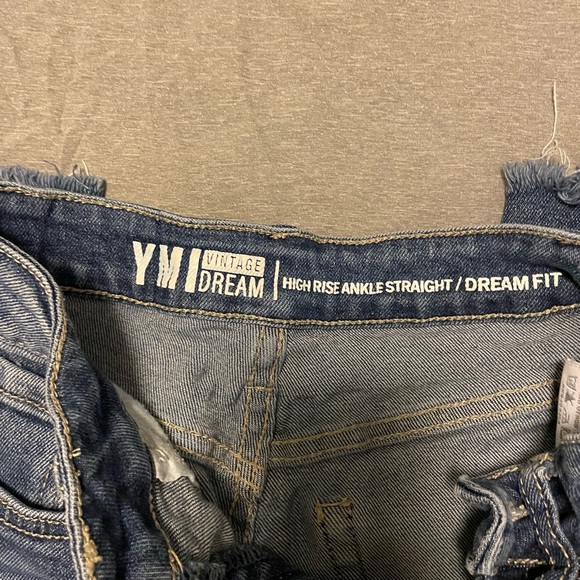 YMI VINTAGE DREAM | HIGH RISE ANKLE STRAIGHT / DREAM FIT